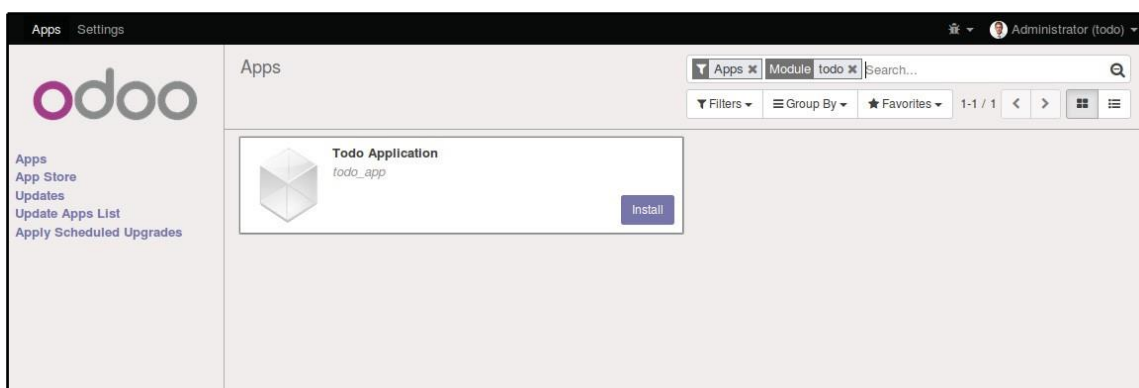 Apps Settings
Administrator (todo)
odoo
Apps
Apps Module todo Search...
Filters Group By Favorites 1-1 / 1
Apps
App Store
Updates
Update Apps List
Apply Scheduled Upgrades
Todo Application
todo_app
Install